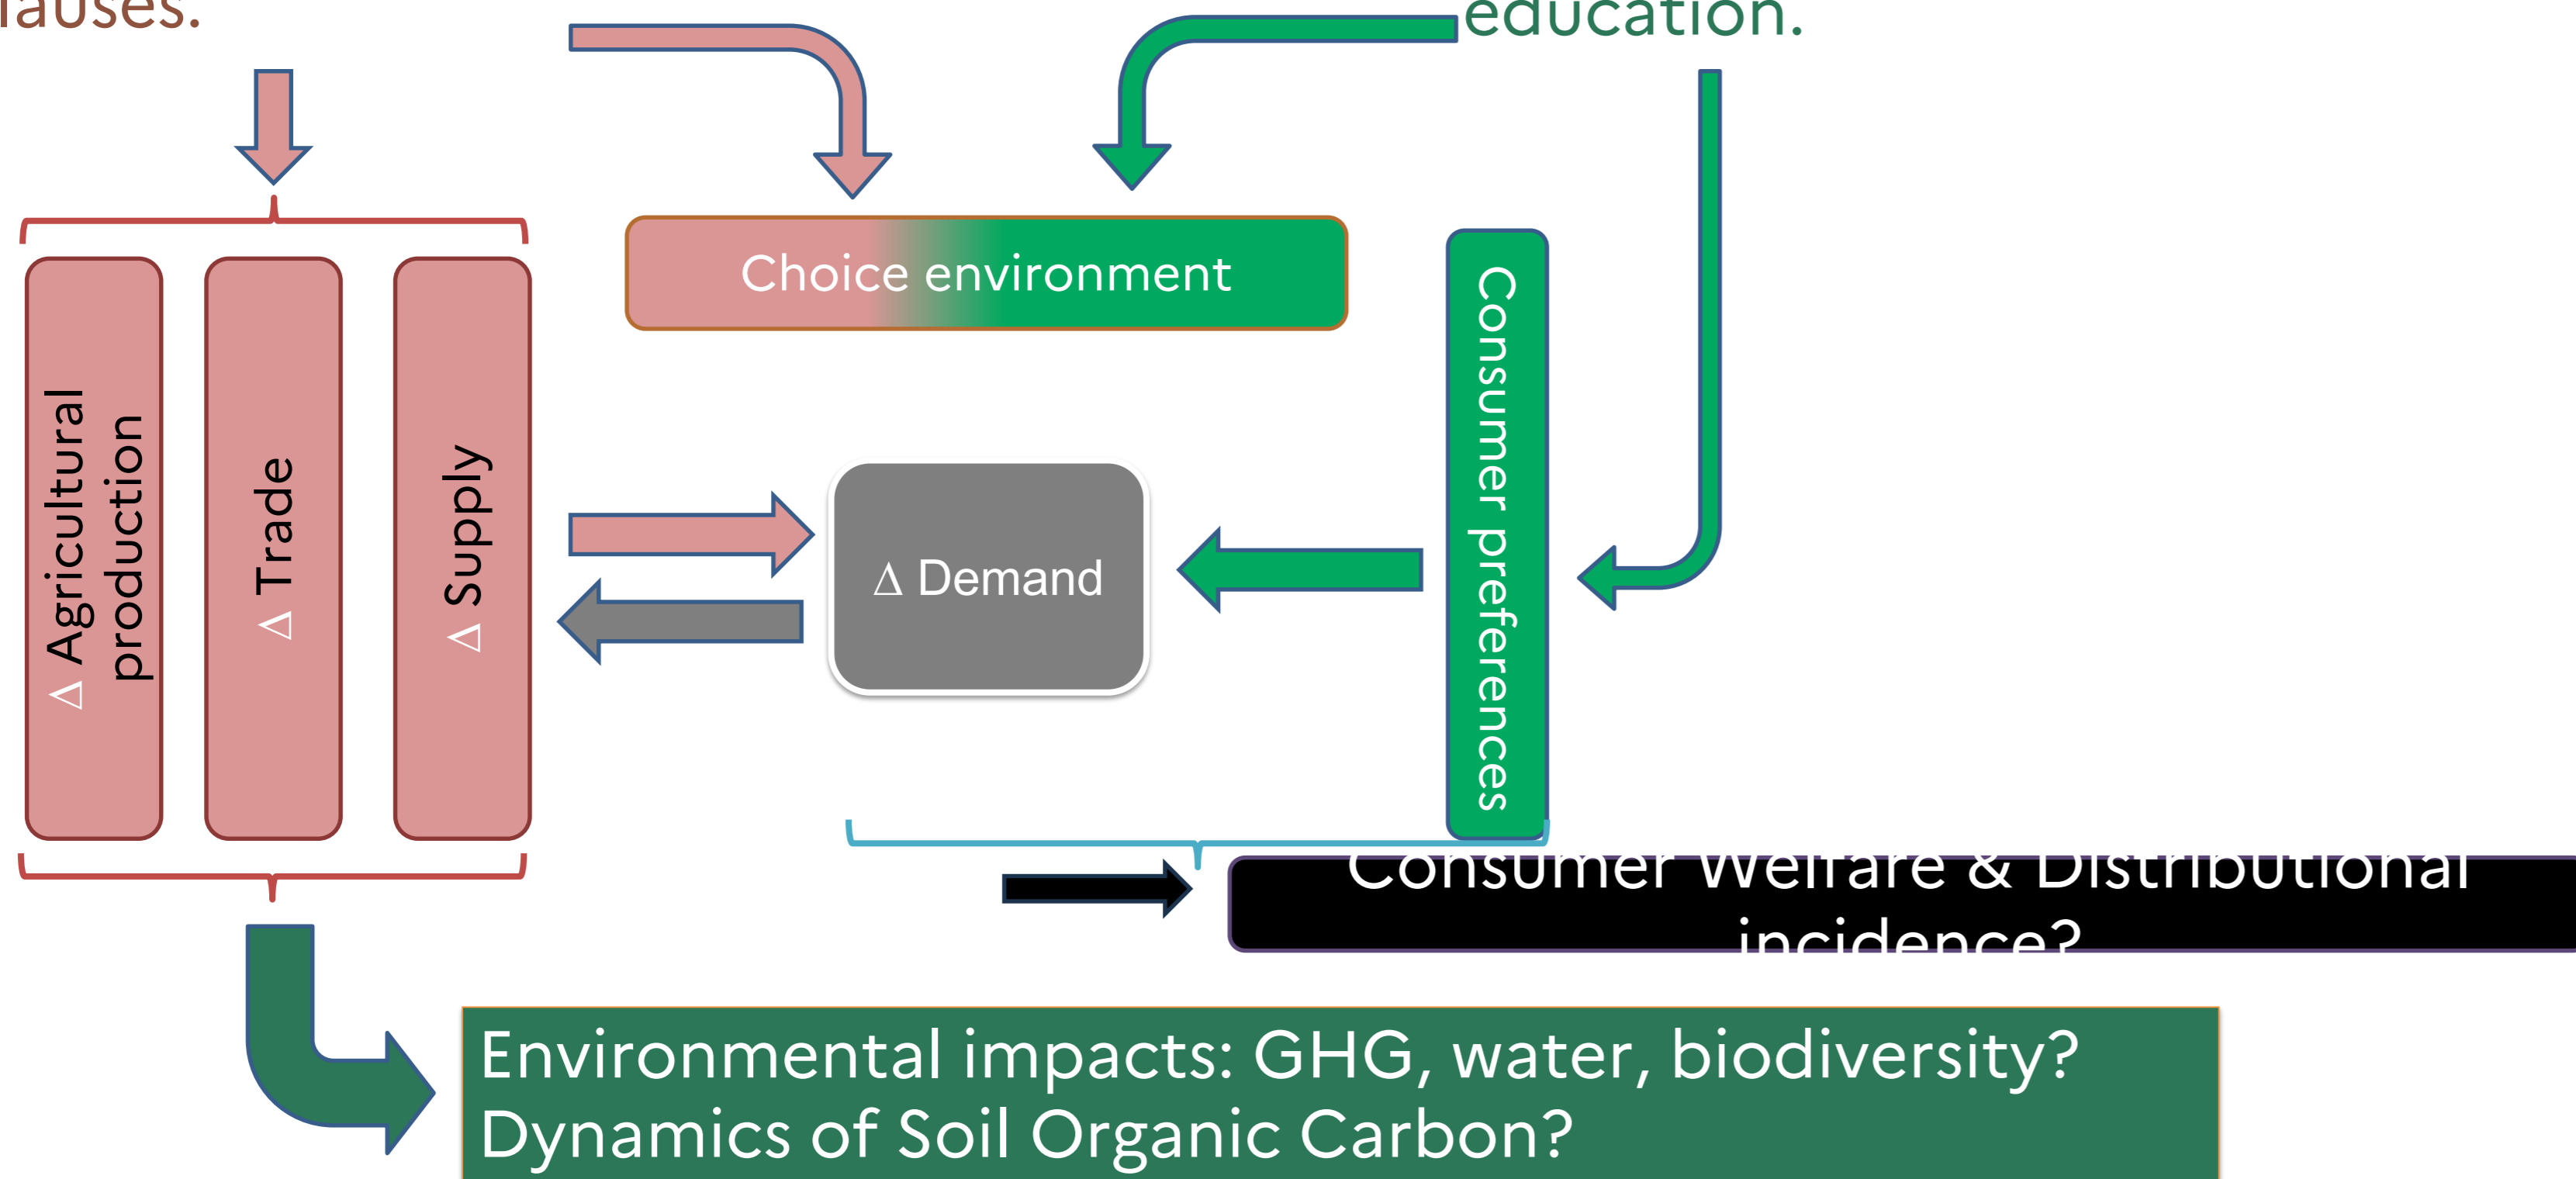 education.
Choice environment
Δ Agricultural
production
Δ Trade
Δ Supply
Δ Demand
Consumer preferences
Consumer Welfare & Distributional
incidence?
Environmental impacts: GHG, water, biodiversity?
Dynamics of Soil Organic Carbon?